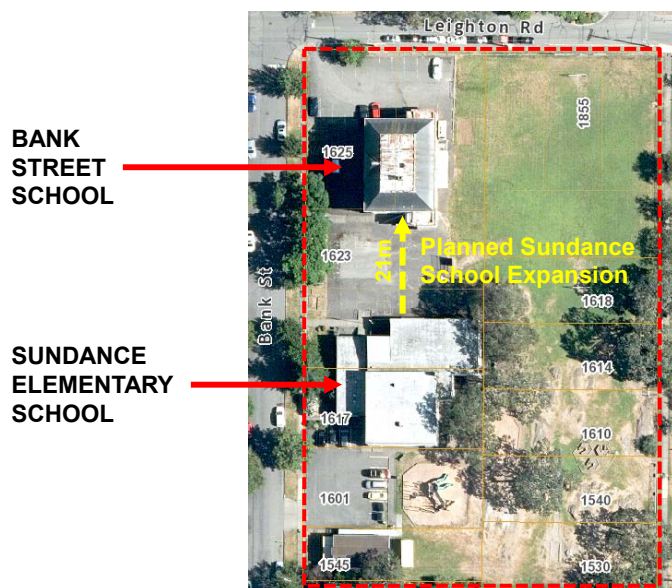 Leighton Rd
1855
BANK
STREET
SCHOOL
1625
21m
Planned Sundance
School Expansion
1623
Bank St
1618
SUNDANCE
ELEMENTARY
SCHOOL
1614
1617
1610
1601
1540
1545
1530